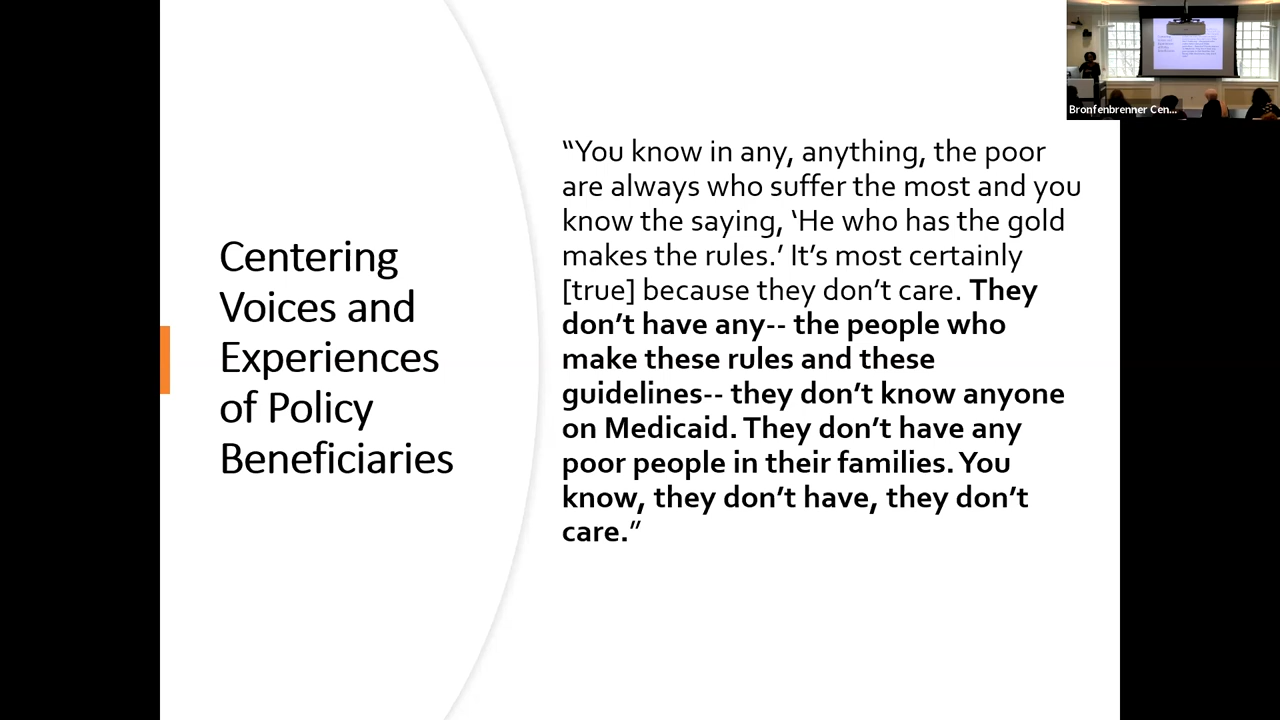 Centering
Voices and
Experiences
of Policy
Beneficiaries
“You know in any, anything, the poor
are always who suffer the most and you
know the saying, ‘He who has the gold
makes the rules.’ It’s most certainly
[true] because they don’t care. They
don’t have any-- the people who
make these rules and these
guidelines-- they don’t know anyone
on Medicaid. They don’t have any
poor people in their families. You
know, they don’t have, they don’t
care.”
Bronfenbrenner Cen...